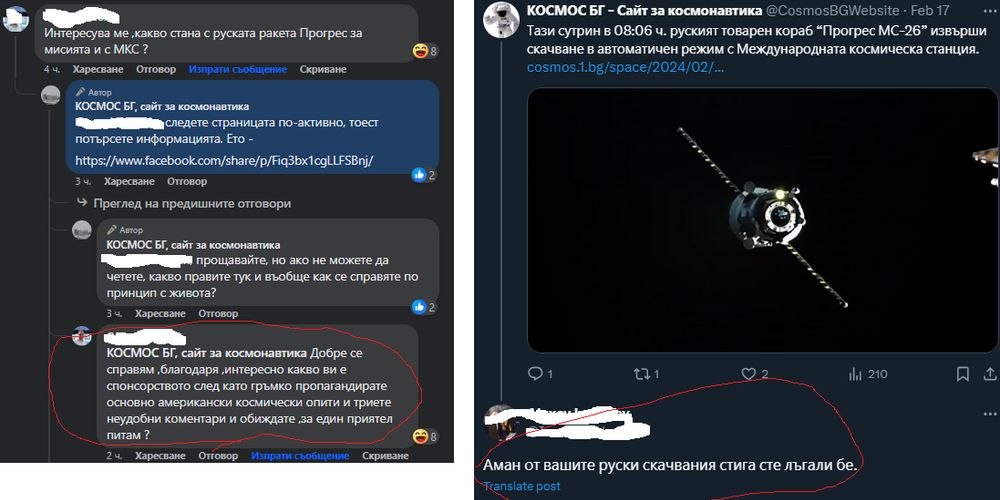 Интересува ме ,какво стана с руската ракета Прогрес за
мисията и с МКС ?
8
4 ч. Харесване Отговор Изпрати съобщение Скриване
Автор
КОСМОС БГ, сайт за космонавтика
следете страницата по-активно, тоест
потърсете информацията. Ето -
https://www.facebook.com/share/p/Fiq3bx1cgLLFSBnj/
2
3 ч. Харесване Отговор
Преглед на предишните отговори
Автор
КОСМОС БГ, сайт за космонавтика
прощавайте, но ако не можете да
четете, какво правите тук и въобще как се справяте по
принцип с живота?
2
3 ч. Харесване Отговор
КОСМОС БГ, сайт за космонавтика Добре се
справям ,благодаря ,интересно какво ви е
спонсорството след като гръмко пропагандирате
основно американски космически опити и триете
неудобни коментари и обиждате ,за един приятел
питам ?
8
2 ч. Харесване Отговор Изпрати съобщение Скриване
КОСМОС БГ - Сайт за космонавтика @CosmosBGWebsite · Feb 17
Тази сутрин в 08:06 ч. руският товарен кораб “Прогрес МС-26” извърши
скачване в автоматичен режим с Международната космическа станция.
cosmos.1.bg/space/2024/02/...
1 1 2 210
Аман от вашите руски скачвания стига сте лъгали бе.
Translate post